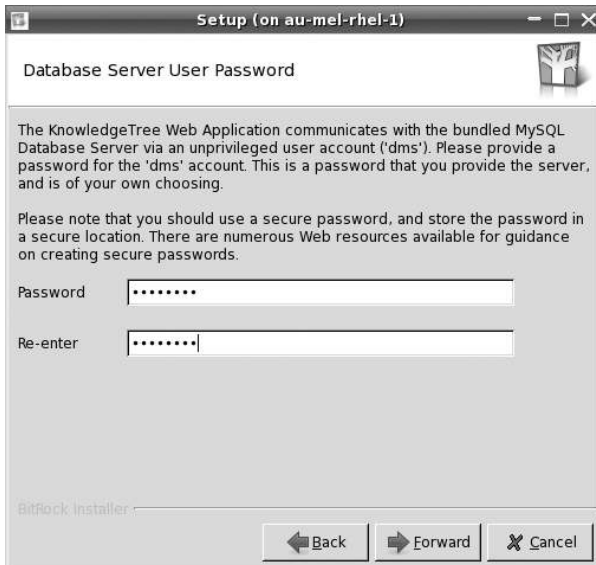 Setup (on au-mel-rhel-1)
Database Server User Password
The KnowledgeTree Web Application communicates with the bundled MySQL
Database Server via an unprivileged user account ('dms'). Please provide a
password for the 'dms' account. This is a password that you provide the server,
and is of your own choosing.
Please note that you should use a secure password, and store the password in
a secure location. There are numerous Web resources available for guidance
on creating secure passwords.
Password ••••••••
Re-enter ••••••••
BitRock Installer
Back Forward Cancel